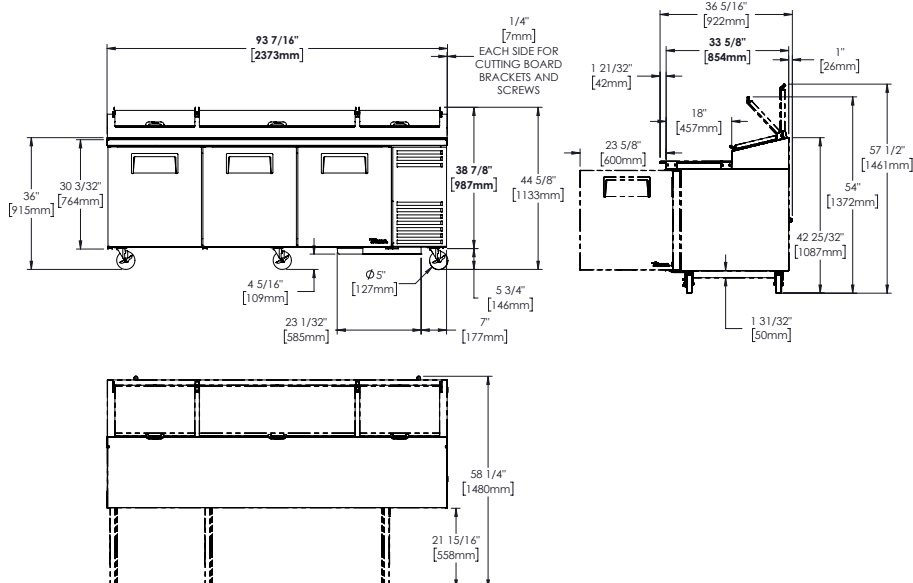 93 7/16"
[2373mm]
1/4"
[7mm]
EACH SIDE FOR
CUTTING BOARD
BRACKETS AND
SCREWS
36"
[915mm]
30 3/32"
[764mm]
38 7/8"
[987mm]
44 5/8"
[1133mm]
True
4 5/16"
[109mm]
Ø 5"
[127mm]
5 3/4"
[146mm]
23 1/32"
[585mm]
7"
[177mm]
36 5/16"
[922mm]
33 5/8"
[854mm]
1"
[26mm]
1 21/32"
[42mm]
18"
[457mm]
23 5/8"
[600mm]
57 1/2"
[1461mm]
54"
[1372mm]
42 25/32"
[1087mm]
1 31/32"
[50mm]
58 1/4"
[1480mm]
21 15/16"
[558mm]